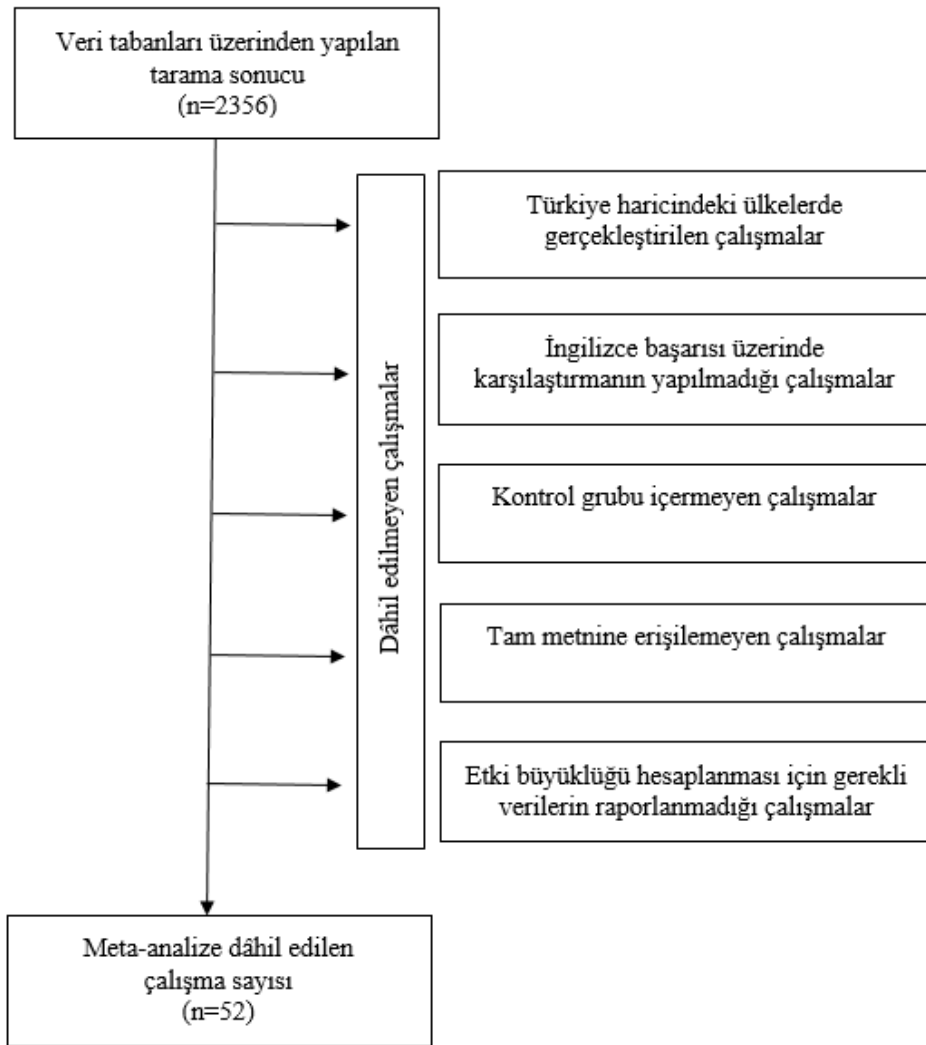 Veri tabanları üzerinden yapılan
tarama sonucu
(n=2356)
Dâhil edilmeyen çalışmalar
Türkiye haricindeki ülkelerde
gerçekleştirilen çalışmalar
İngilizce başarısı üzerinde
karşılaştırmanın yapılmadığı çalışmalar
Kontrol grubu içermeyen çalışmalar
Tam metnine erişilemeyen çalışmalar
Etki büyüklüğü hesaplanması için gerekli
verilerin raporlanmadığı çalışmalar
Meta-analize dâhil edilen
çalışma sayısı
(n=52)